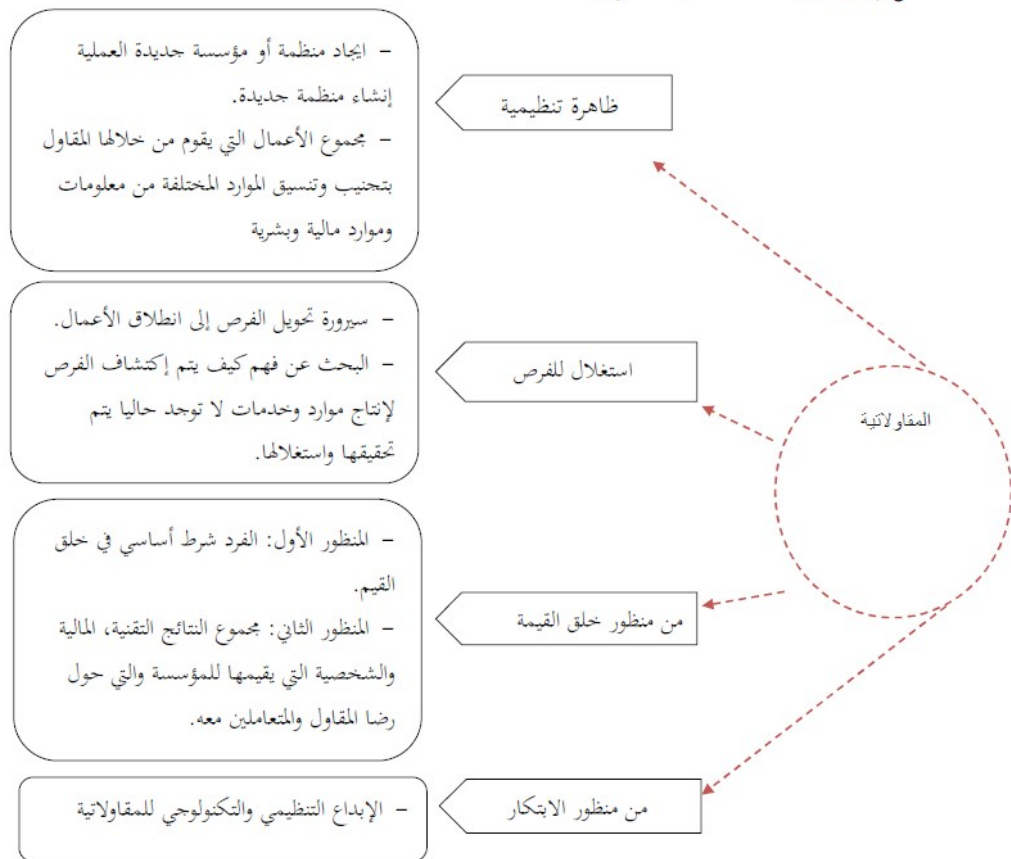 المقاولاتية
ظاهرة تنظيمية
– ايجاد منظمة أو مؤسسة جديدة العملية
إنشاء منظمة جديدة.
– مجموع الأعمال التي يقوم من خلالها المقاول
بتجنيب وتنسيق الموارد المختلفة من معلومات
وموارد مالية وبشرية
استغلال للفرص
– سيرورة تحويل الفرص إلى انطلاق الأعمال.
– البحث عن فهم كيف يتم إكتشاف الفرص
لإنتاج موارد وخدمات لا توجد حاليا يتم
تحقيقها واستغلالها.
من منظور خلق القيمة
– المنظور الأول: الفرد شرط أساسي في خلق
القيم.
– المنظور الثاني: مجموع النتائج التقنية، المالية
والشخصية التي يقيمها للمؤسسة والتي حول
رضا المقاول والمتعاملين معه.
من منظور الابتكار
– الإبداع التنظيمي والتكنولوجي للمقاولاتية